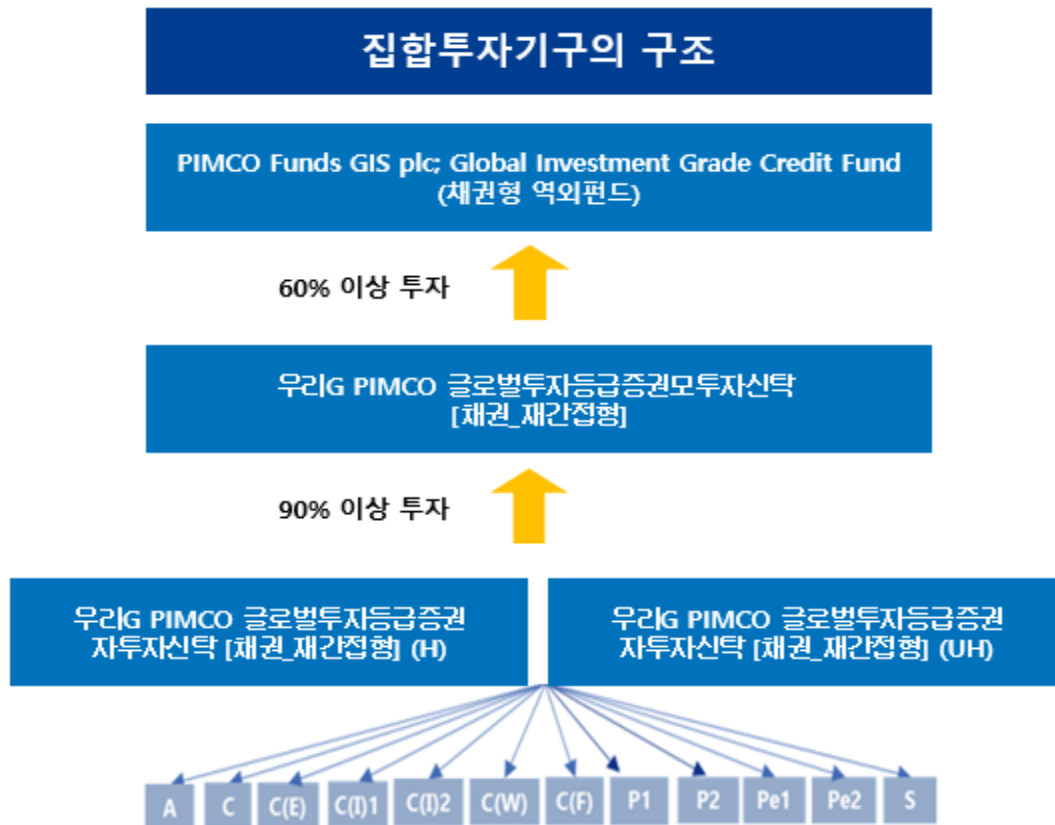 집합투자기구의 구조
PIMCO Funds GIS plc; Global Investment Grade Credit Fund
(채권형 역외펀드)
60% 이상 투자
우리G PIMCO 글로벌투자등급증권모투자신탁
[채권_재간접형]
90% 이상 투자
우리G PIMCO 글로벌투자등급증권
자투자신탁 [채권_재간접형] (H)
우리G PIMCO 글로벌투자등급증권
자투자신탁 [채권_재간접형] (UH)
A C C(E) C(I)1 C(I)2 C(W) C(F) P1 P2 Pe1 Pe2 S